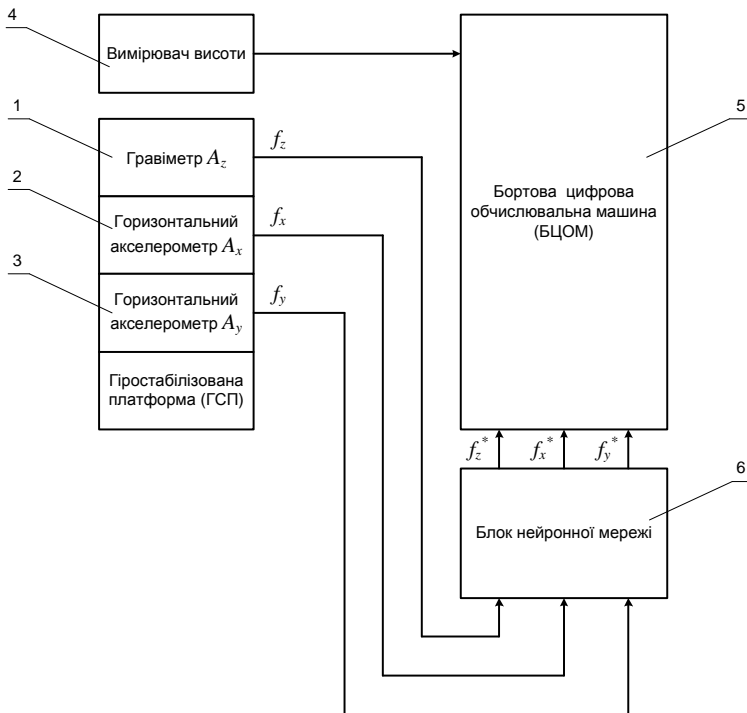 4
Вимірювач висоти
1
Гравіметр A_z
f_z
2
Горизонтальний
акселерометр A_x
f_x
3
Горизонтальний
акселерометр A_y
f_y
Гіростабілізована
платформа (ГСП)
5
Бортова цифрова
обчислювальна машина
(БЦОМ)
f_z^* f_x^* f_y^*
6
Блок нейронної мережі